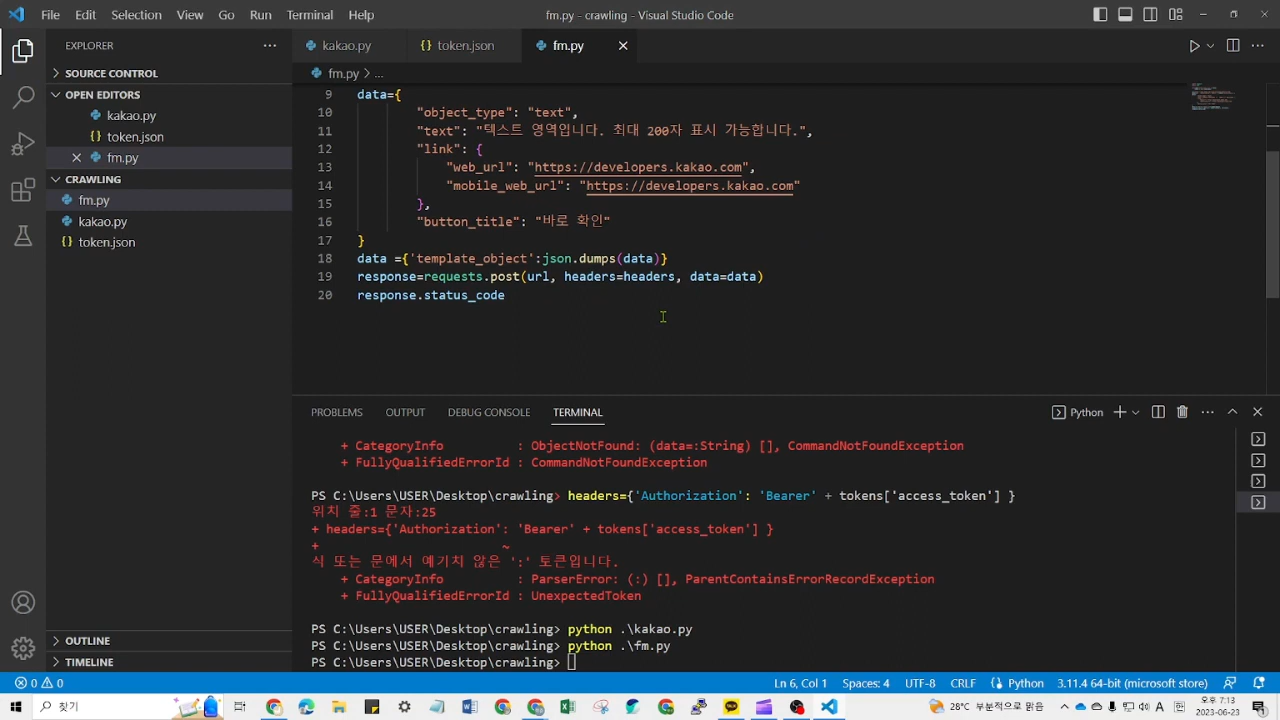 File Edit Selection View Go Run Terminal Help
fm.py - crawling - Visual Studio Code
EXPLORER
SOURCE CONTROL
OPEN EDITORS
kakao.py
token.json
fm.py
CRAWLING
fm.py
kakao.py
token.json
OUTLINE
TIMELINE
kakao.py token.json fm.py
fm.py > ...
9 data={
10 "object_type": "text",
11 "text": "텍스트 영역입니다. 최대 200자 표시 가능합니다.",
12 "link": {
13 "web_url": "https://developers.kakao.com",
14 "mobile_web_url": "https://developers.kakao.com"
15 },
16 "button_title": "바로 확인"
17 }
18 data ={'template_object':json.dumps(data)}
19 response=requests.post(url, headers=headers, data=data)
20 response.status_code
PROBLEMS OUTPUT DEBUG CONSOLE TERMINAL
Python
+ CategoryInfo : ObjectNotFound: (data=:String) [], CommandNotFoundException
+ FullyQualifiedErrorId : CommandNotFoundException
PS C:\Users\USER\Desktop\crawling> headers={'Authorization': 'Bearer' + tokens['access_token'] }
위치 줄:1 문자:25
+ headers={'Authorization': 'Bearer' + tokens['access_token'] }
+ ~
식 또는 문에서 예기치 않은 ':' 토큰입니다.
+ CategoryInfo : ParserError: (:) [], ParentContainsErrorRecordException
+ FullyQualifiedErrorId : UnexpectedToken
PS C:\Users\USER\Desktop\crawling> python .\kakao.py
PS C:\Users\USER\Desktop\crawling> python .\fm.py
PS C:\Users\USER\Desktop\crawling>
0 0 Ln 6, Col 1 Spaces: 4 UTF-8 CRLF Python 3.11.4 64-bit (microsoft store)
찾기
28°C 부분적으로 맑음
A
오후 7:13
2023-06-23